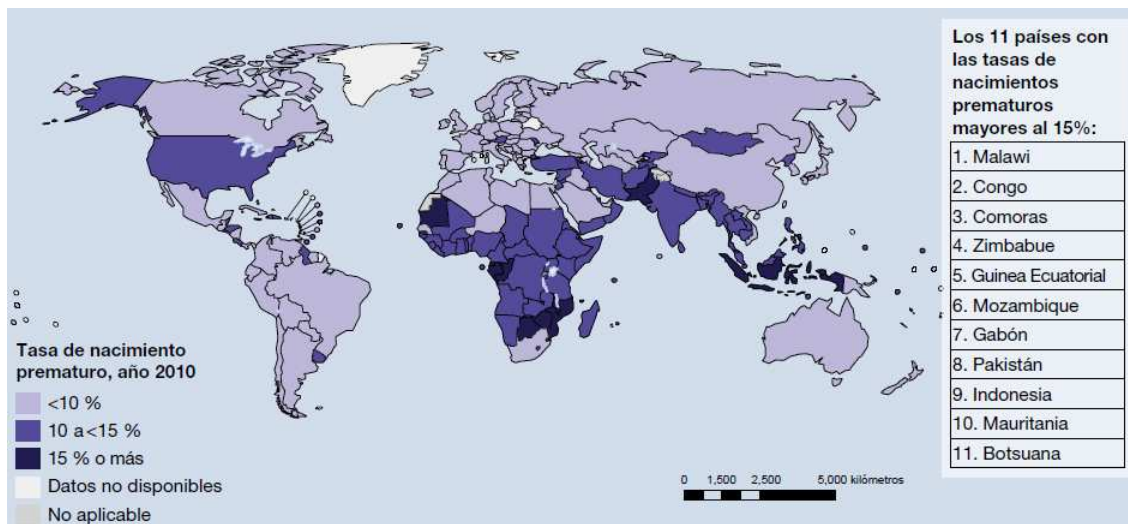 Los 11 países con
las tasas de
nacimientos
prematuros
mayores al 15%:
1. Malawi
2. Congo
3. Comoras
4. Zimbabue
5. Guinea Ecuatorial
6. Mozambique
7. Gabón
8. Pakistán
9. Indonesia
10. Mauritania
11. Botsuana
Tasa de nacimiento
prematuro, año 2010
<10 %
10 a<15 %
15 % o más
Datos no disponibles
No aplicable
0 1,500 2,500 5,000 kilómetros